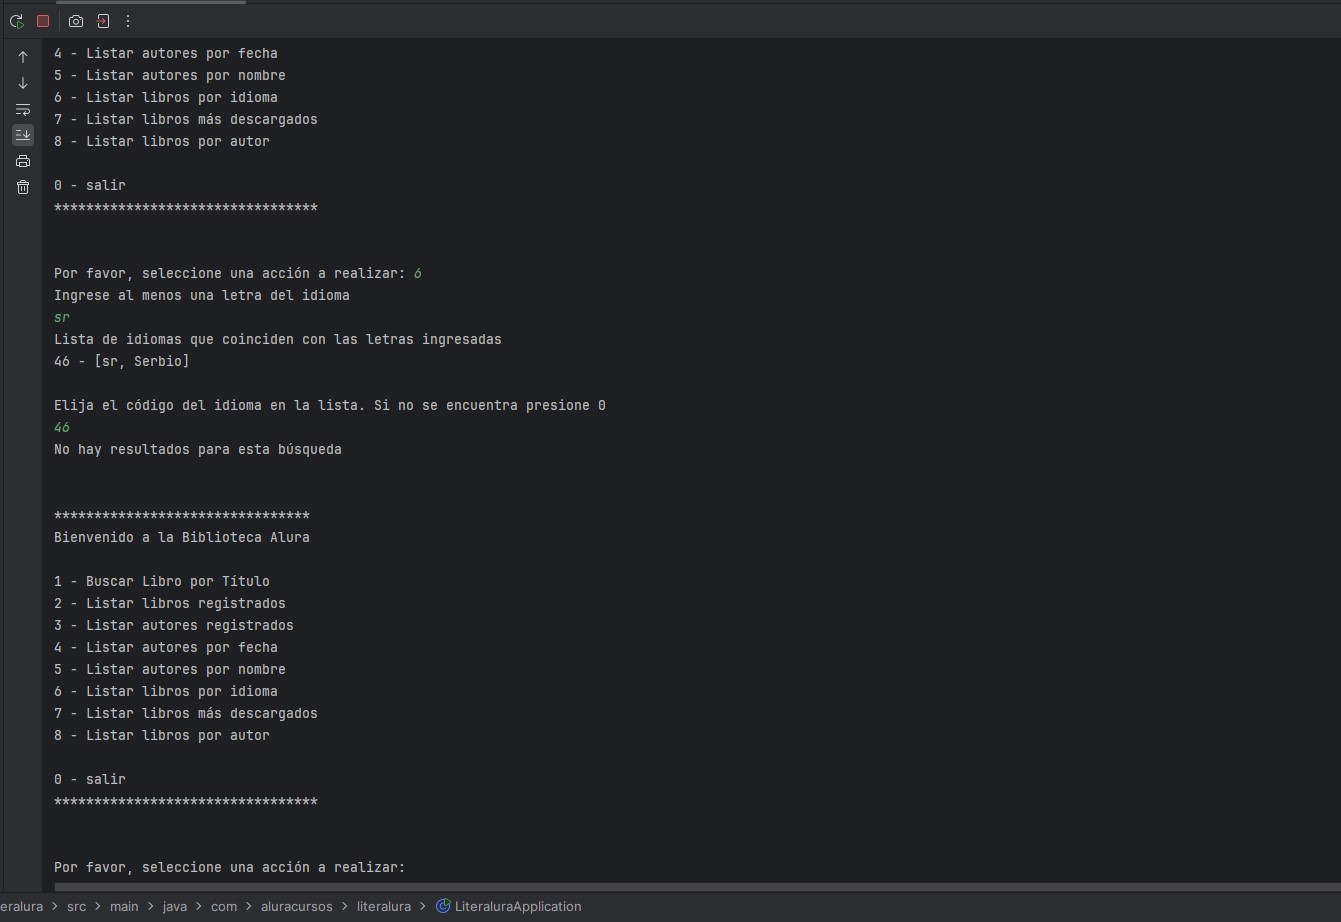 4 - Listar autores por fecha
5 - Listar autores por nombre
6 - Listar libros por idioma
7 - Listar libros más descargados
8 - Listar libros por autor
0 - salir
*********************************
Por favor, seleccione una acción a realizar: 6
Ingrese al menos una letra del idioma
sr
Lista de idiomas que coinciden con las letras ingresadas
46 - [sr, Serbio]
Elija el código del idioma en la lista. Si no se encuentra presione 0
46
No hay resultados para esta búsqueda
********************************
Bienvenido a la Biblioteca Alura
1 - Buscar Libro por Título
2 - Listar libros registrados
3 - Listar autores registrados
4 - Listar autores por fecha
5 - Listar autores por nombre
6 - Listar libros por idioma
7 - Listar libros más descargados
8 - Listar libros por autor
0 - salir
*********************************
Por favor, seleccione una acción a realizar:
eralura > src > main > java > com > aluracursos > literalura > LiteraluraApplication